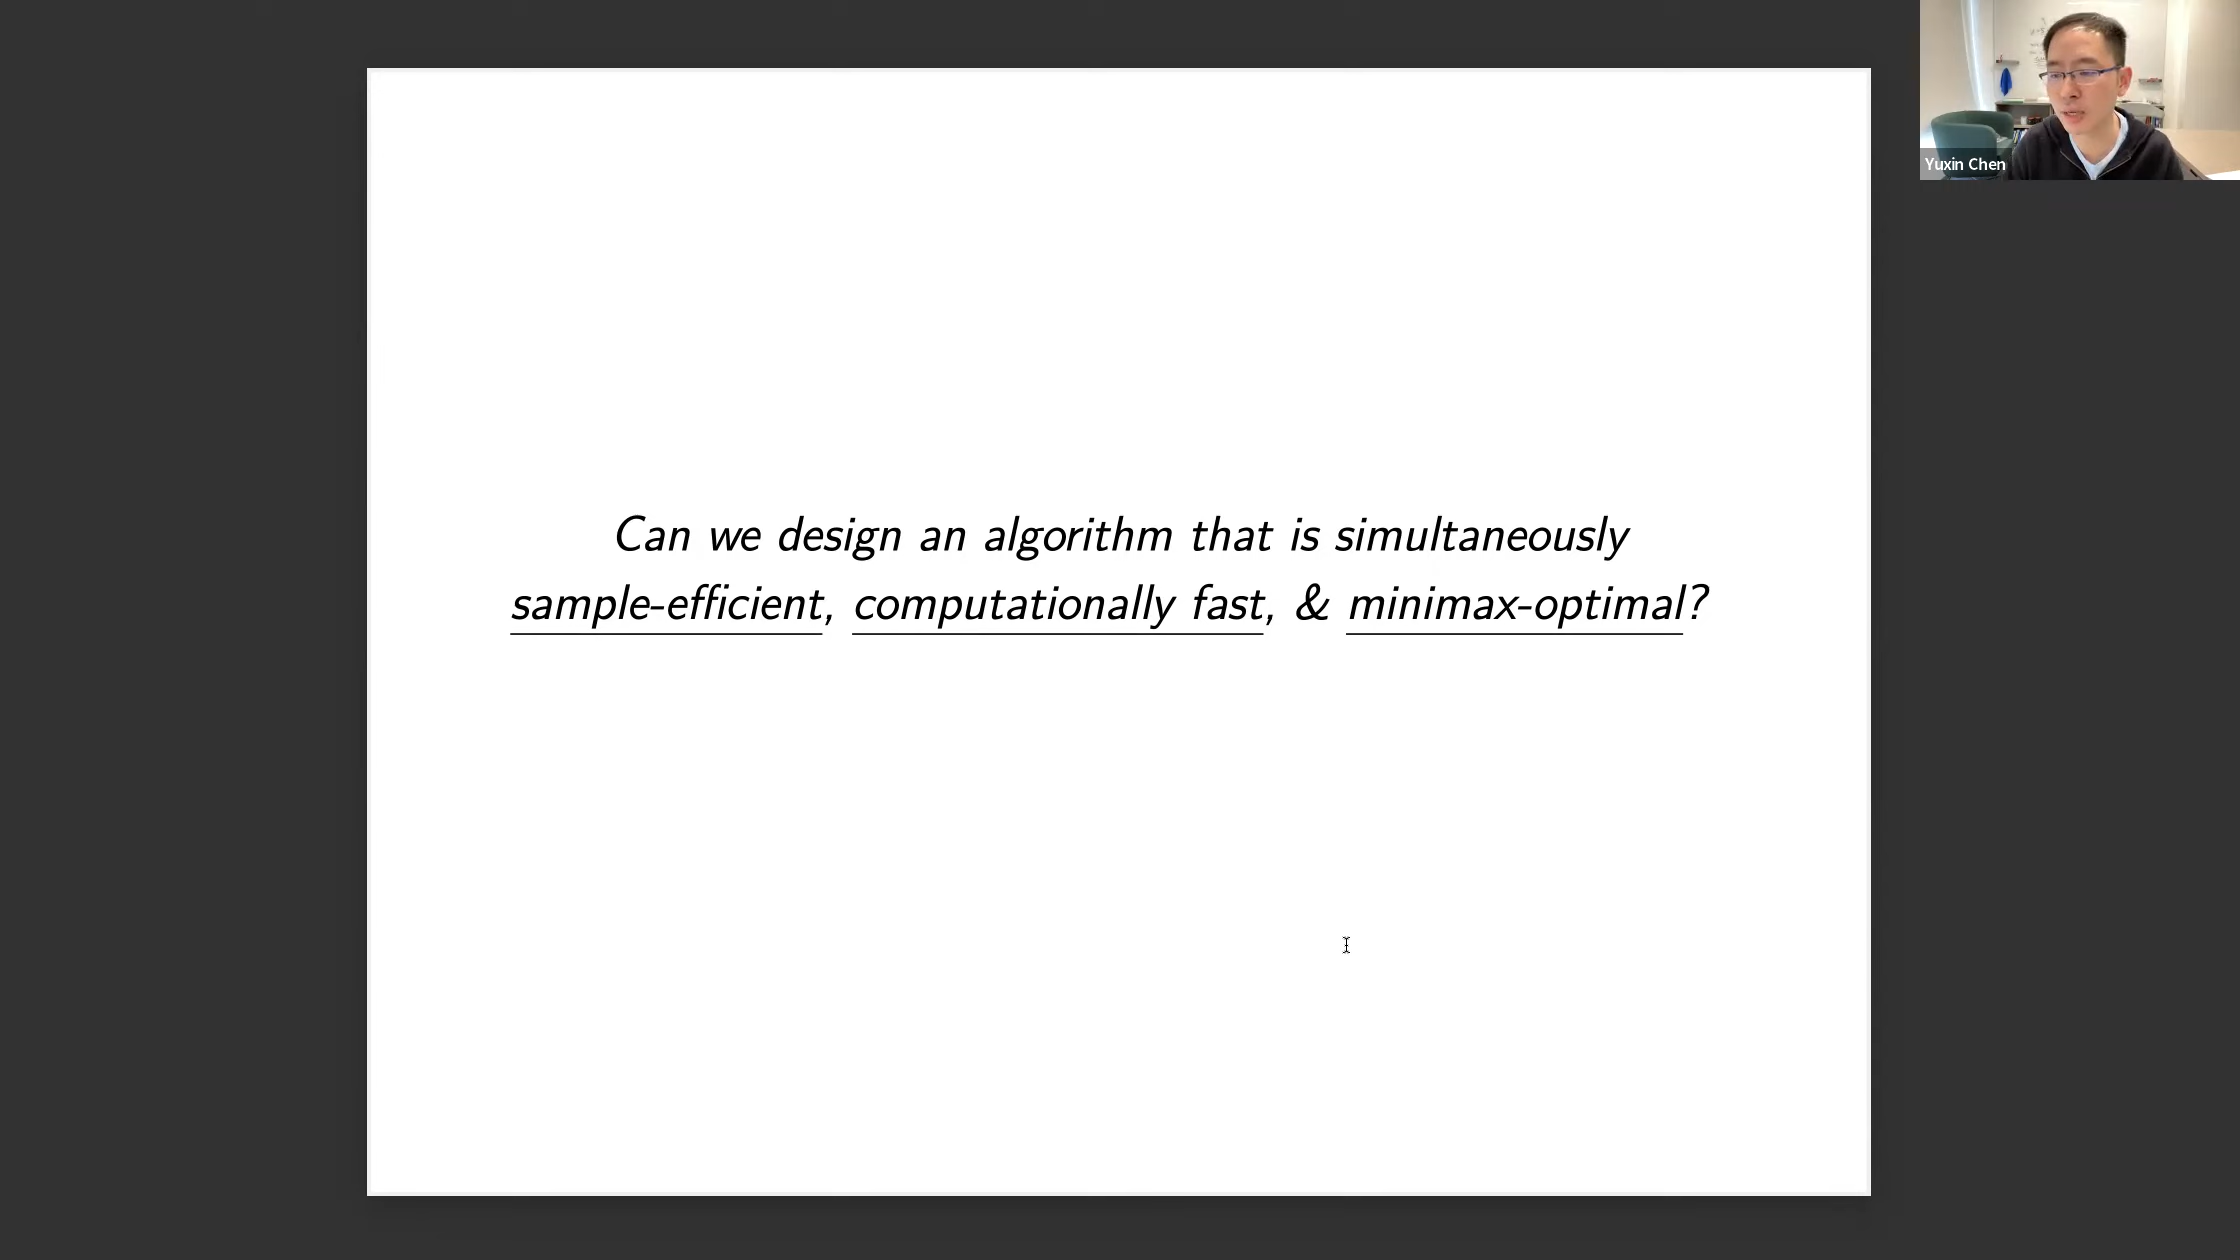 Can we design an algorithm that is simultaneously
sample-efficient, computationally fast, & minimax-optimal?
Yuxin Chen